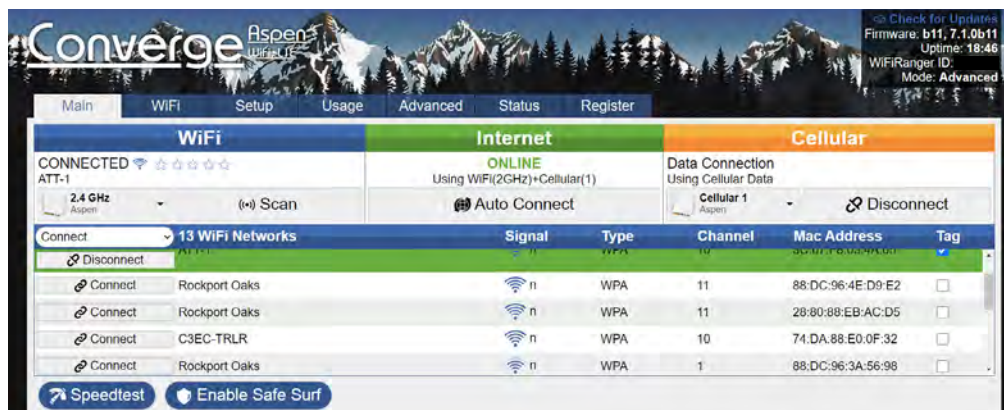 Converge Aspen
WiFi+LTE
Check for Updates
Firmware: b11, 7.1.0b11
Uptime: 18:46
WiFiRanger ID:
Mode: Advanced
Main WiFi Setup Usage Advanced Status Register
WiFi Internet Cellular
CONNECTED ONLINE Data Connection
ATT-1 Using WiFi(2GHz)+Cellular(1) Using Cellular Data
2.4 GHz Aspen Scan Auto Connect Cellular 1 Aspen Disconnect
Connect 13 WiFi Networks Signal Type Channel Mac Address Tag
Disconnect ATT-1 n WPA 10
Connect Rockport Oaks n WPA 11 88:DC:96:4E:D9:E2
Connect Rockport Oaks n WPA 11 28:80:88:EB:AC:D5
Connect C3EC-TRLR n WPA 10 74:DA:88:E0:0F:32
Connect Rockport Oaks n WPA 1 88:DC:96:3A:56:98
Speedtest Enable Safe Surf